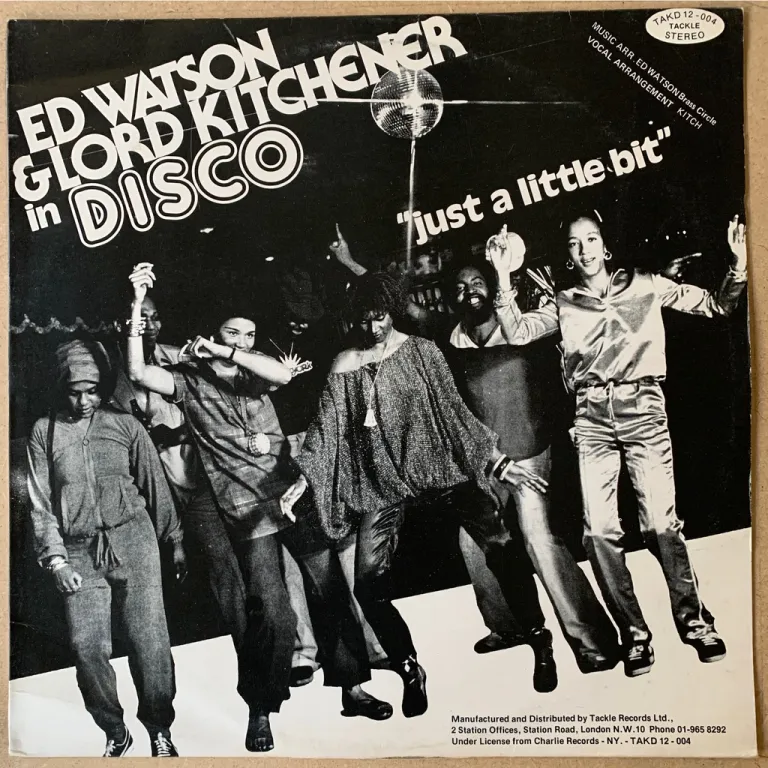 ED WATSON
& LORD KITCHENER
in DISCO
TAKD 12-004
TACKLE
STEREO
MUSIC ARR. ED WATSON Brass Circle
VOCAL ARRANGEMENT KITCH
"just a little bit"
Manufactured and Distributed by Tackle Records Ltd.,
2 Station Offices, Station Road, London N.W.10 Phone 01-965 8292
Under License from Charlie Records - NY. - TAKD 12 - 004